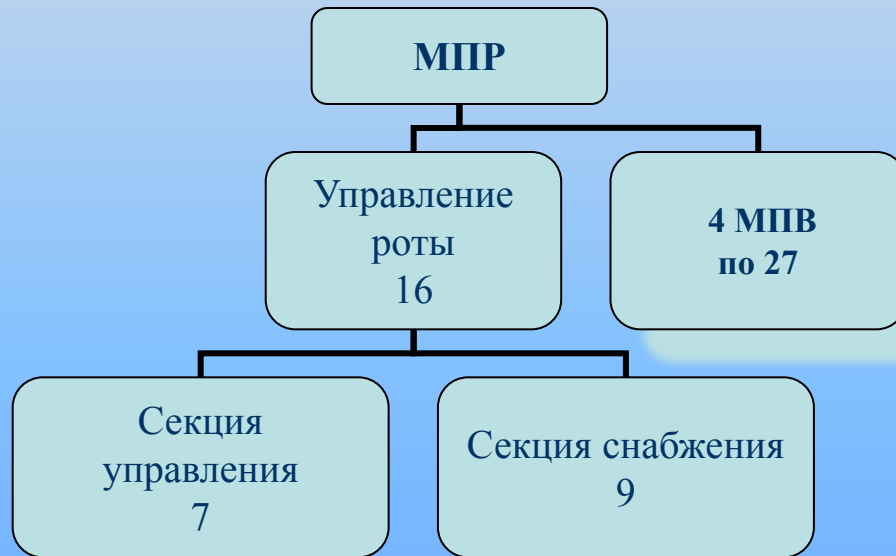 МПР
Управление
роты
16
4 МПВ
по 27
Секция
управления
7
Секция снабжения
9